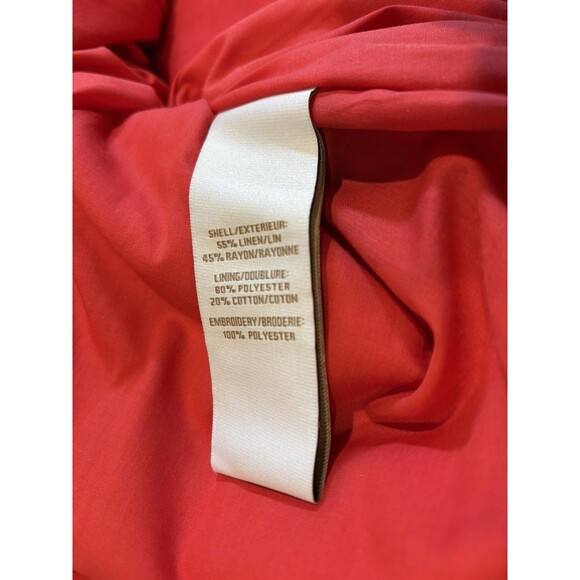 SHELL/EXTERIEUR:
55% LINEN/LIN
45% RAYON/RAYONNE
LINING/DOUBLURE:
80% POLYESTER
20% COTTON/COTON
EMBROIDERY/BRODERIE:
100% POLYESTER